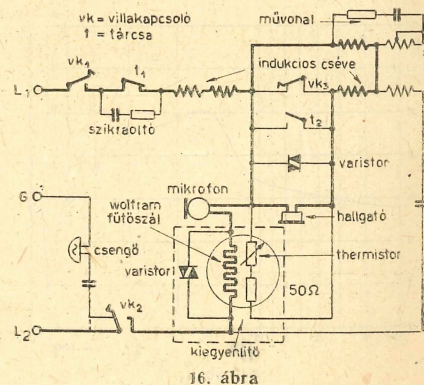 vk = villakapcsoló
t = tárcsa
művonal
vk₁
t₁
indukciós cséve
L₁
vk₃
szikraoltó
t₂
varistor
mikrofon
G
wolfram
fűtőszál
hallgató
csengő
thermistor
varistor
50Ω
vk₂
L₂
kiegyenlítő
16. ábra